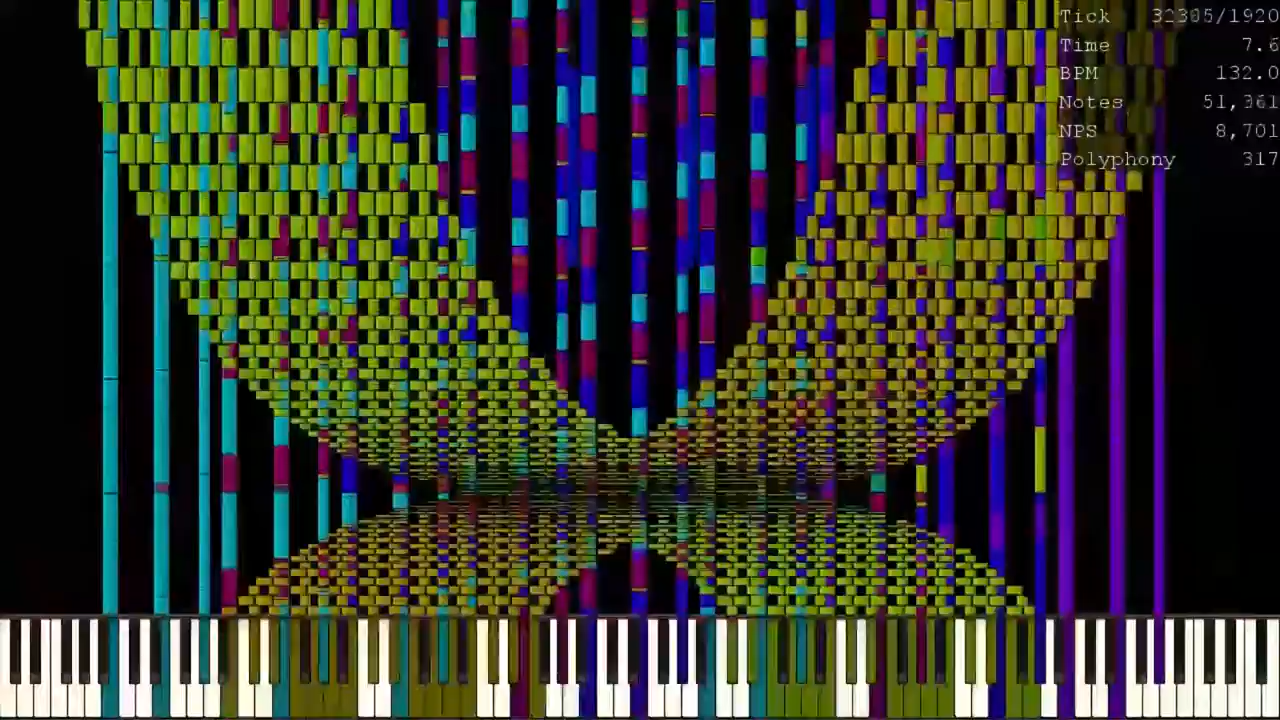 Tick 32305/1920
Time 7.6
BPM 132.0
Notes 51,361
NPS 8,701
Polyphony 317